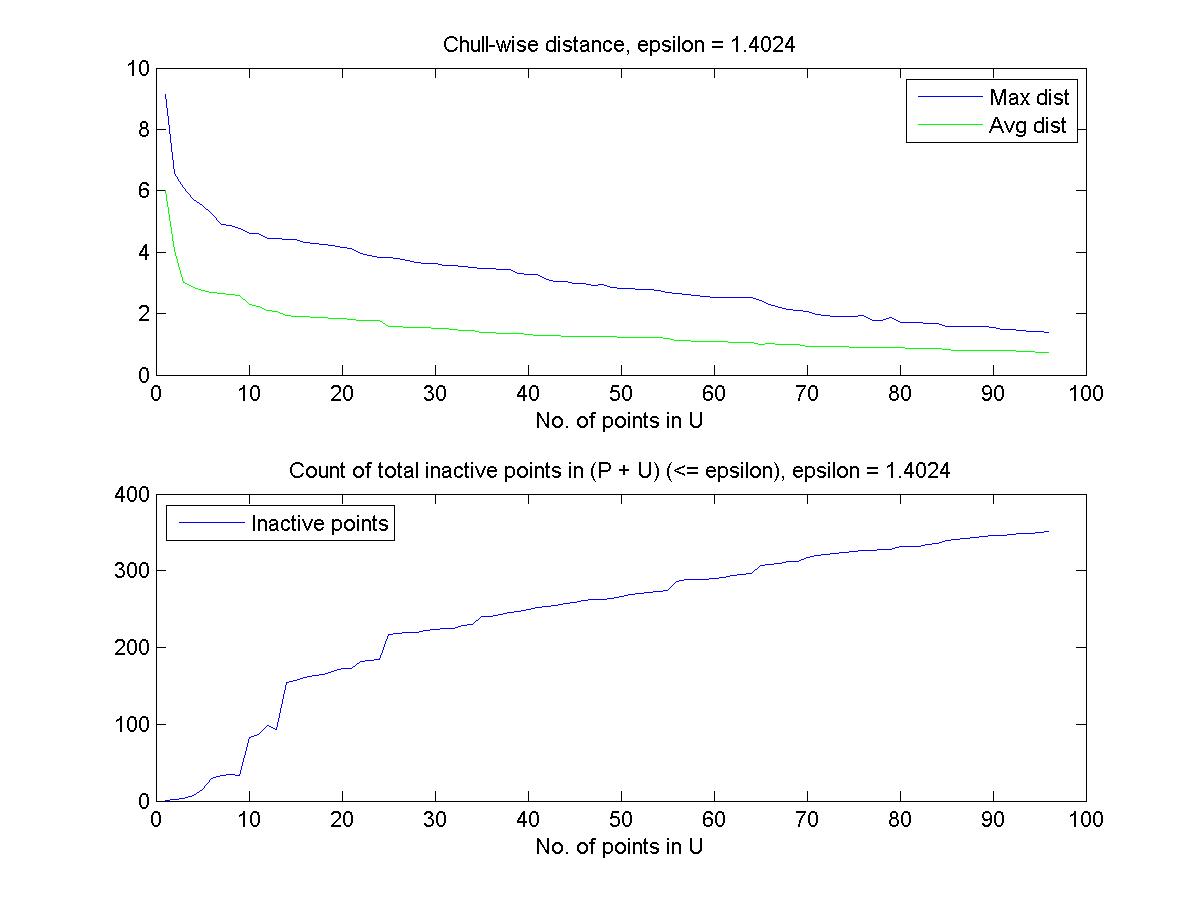 Chull-wise distance, epsilon = 1.4024
10
8
6
4
2
0
Max dist
Avg dist
0 10 20 30 40 50 60 70 80 90 100
No. of points in U
Count of total inactive points in (P + U) (<= epsilon), epsilon = 1.4024
400
300
200
100
0
Inactive points
0 10 20 30 40 50 60 70 80 90 100
No. of points in U